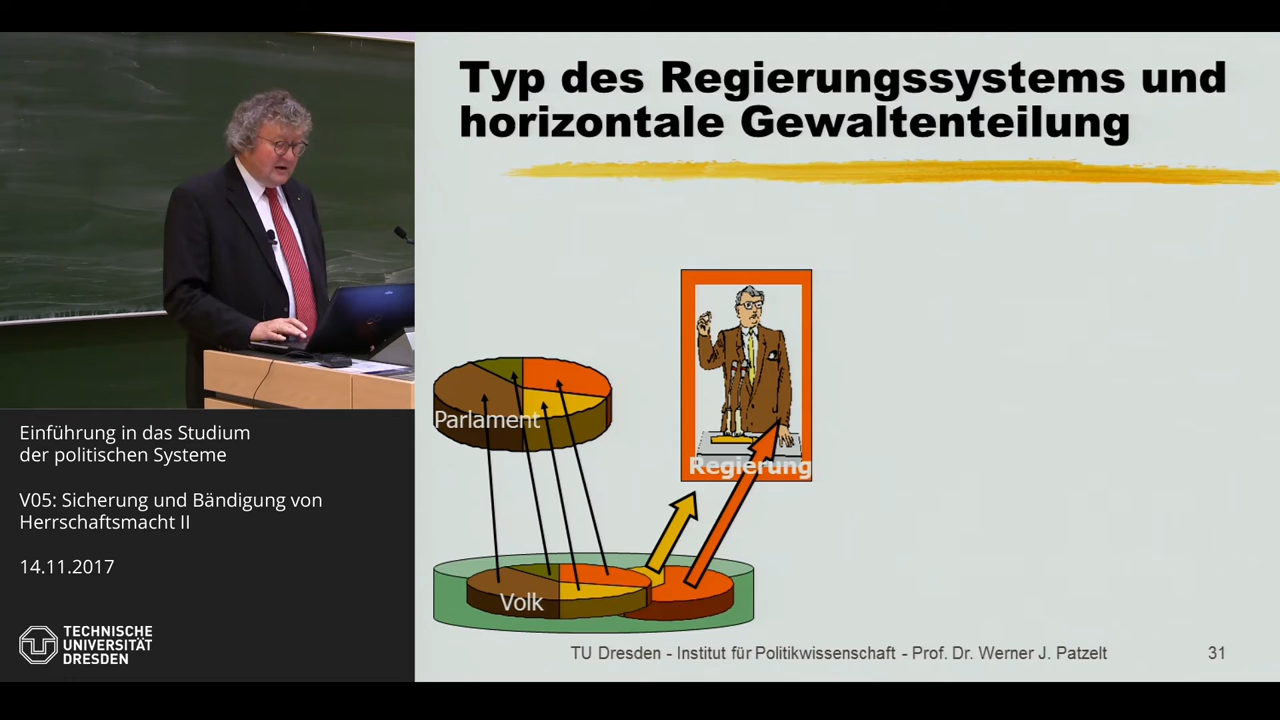 Typ des Regierungssystems und
horizontale Gewaltenteilung
Parlament
Regierung
Volk
Einführung in das Studium
der politischen Systeme
V05: Sicherung und Bändigung von
Herrschaftsmacht II
14.11.2017
TECHNISCHE
UNIVERSITÄT
DRESDEN
TU Dresden - Institut für Politikwissenschaft - Prof. Dr. Werner J. Patzelt
31